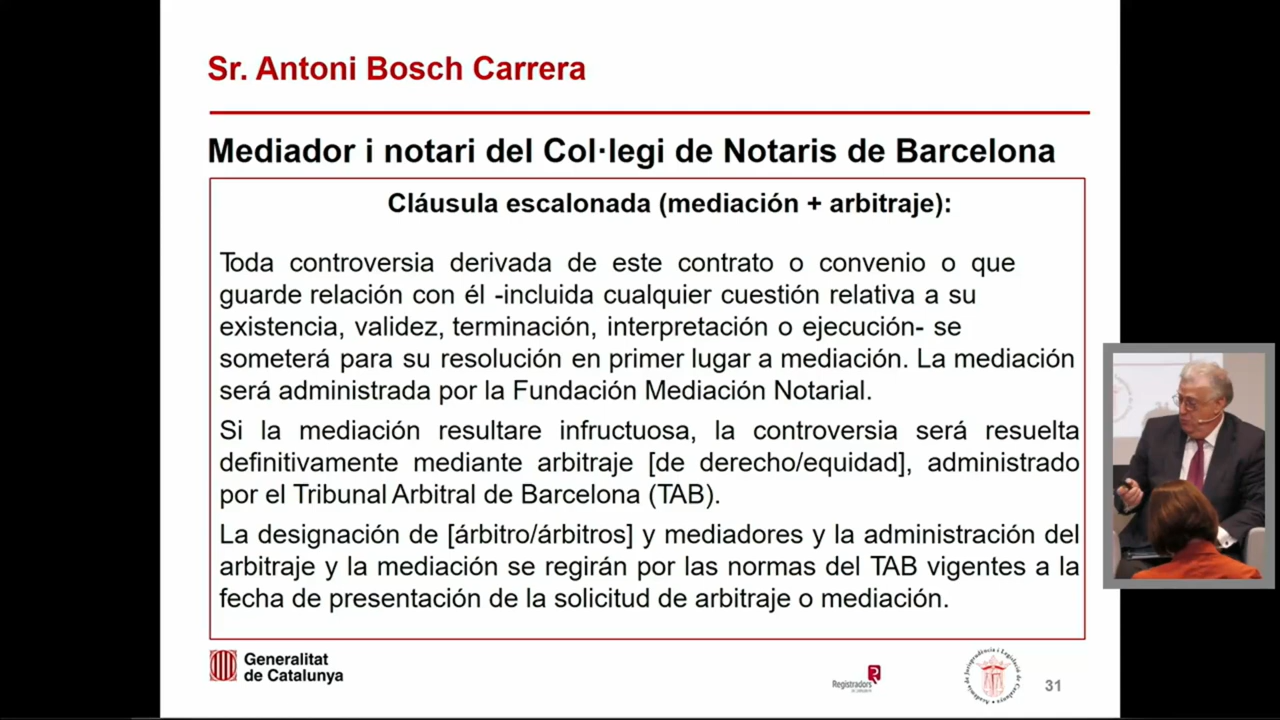 Sr. Antoni Bosch Carrera
Mediador i notari del Col·legi de Notaris de Barcelona
Cláusula escalonada (mediación + arbitraje):
Toda controversia derivada de este contrato o convenio o que
guarde relación con él -incluida cualquier cuestión relativa a su
existencia, validez, terminación, interpretación o ejecución- se
someterá para su resolución en primer lugar a mediación. La mediación
será administrada por la Fundación Mediación Notarial.
Si la mediación resultare infructuosa, la controversia será resuelta
definitivamente mediante arbitraje [de derecho/equidad], administrado
por el Tribunal Arbitral de Barcelona (TAB).
La designación de [árbitro/árbitros] y mediadores y la administración del
arbitraje y la mediación se regirán por las normas del TAB vigentes a la
fecha de presentación de la solicitud de arbitraje o mediación.
Generalitat
de Catalunya
Registradors
31